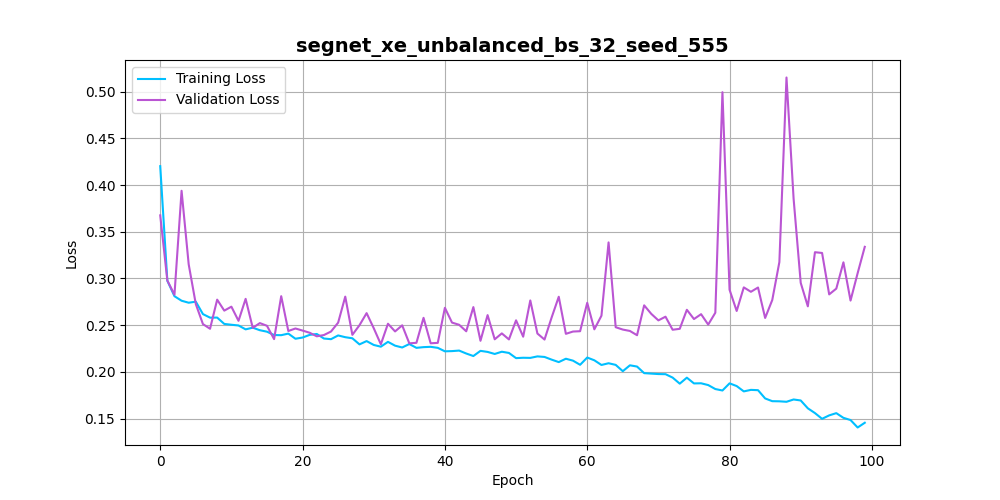 segnet_xe_unbalanced_bs_32_seed_555
Training Loss
Validation Loss
0.50
0.45
0.40
0.35
0.30
0.25
0.20
0.15
Loss
0 20 40 60 80 100
Epoch